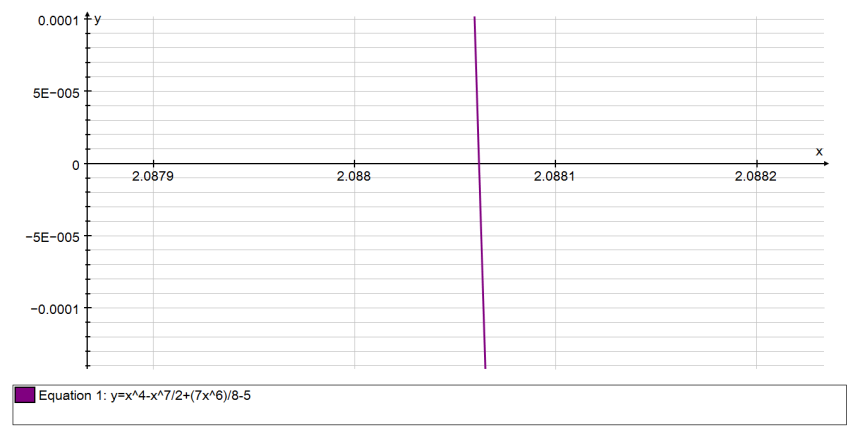 0.0001 y
5E−005
x
0
2.0879 2.088 2.0881 2.0882
−5E−005
−0.0001
Equation 1: y=x^4-x^7/2+(7x^6)/8-5